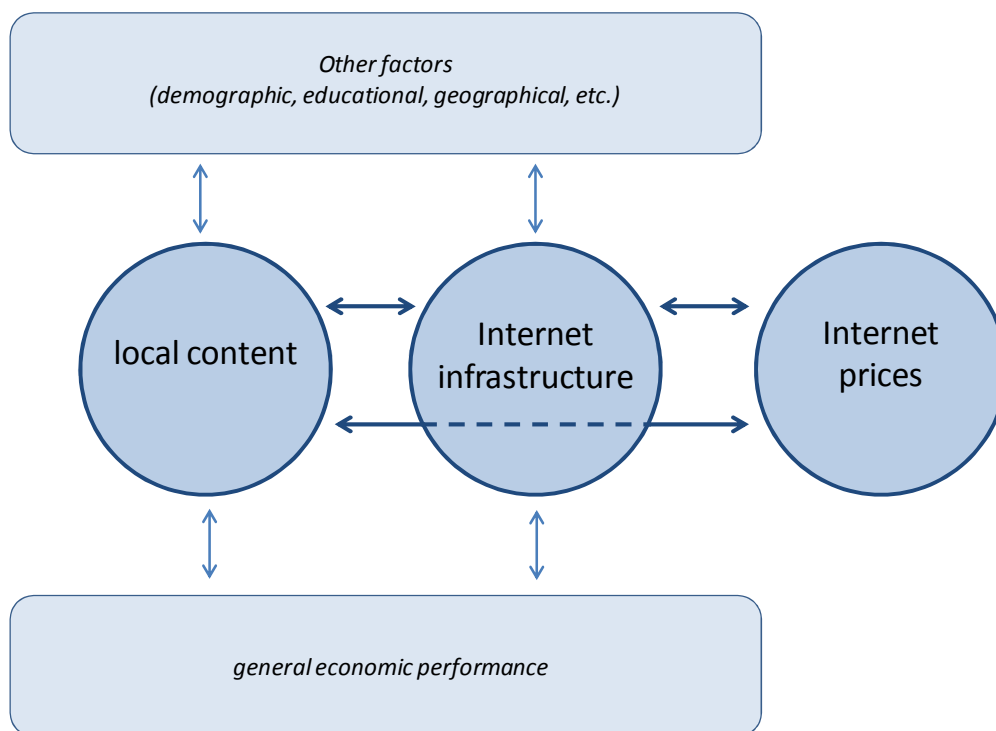 Other factors
(demographic, educational, geographical, etc.)
local content
Internet
infrastructure
Internet
prices
general economic performance